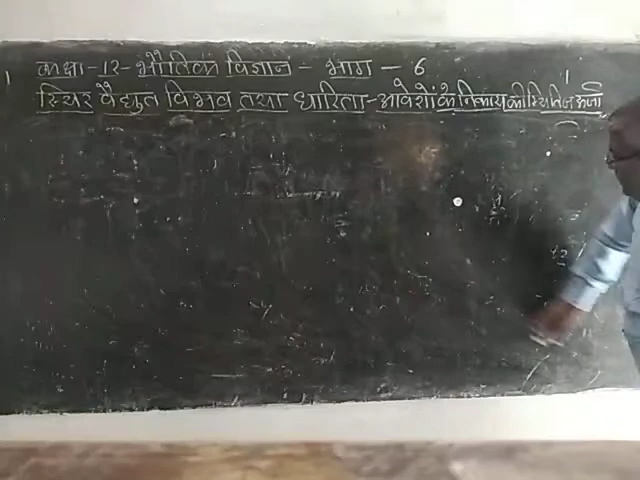 कक्षा - 12 - भौतिक विज्ञान - भाग - 6
स्थिर वैद्युत विभव तथा धारिता - आवेशों के निकाय की स्थितिज ऊर्जा